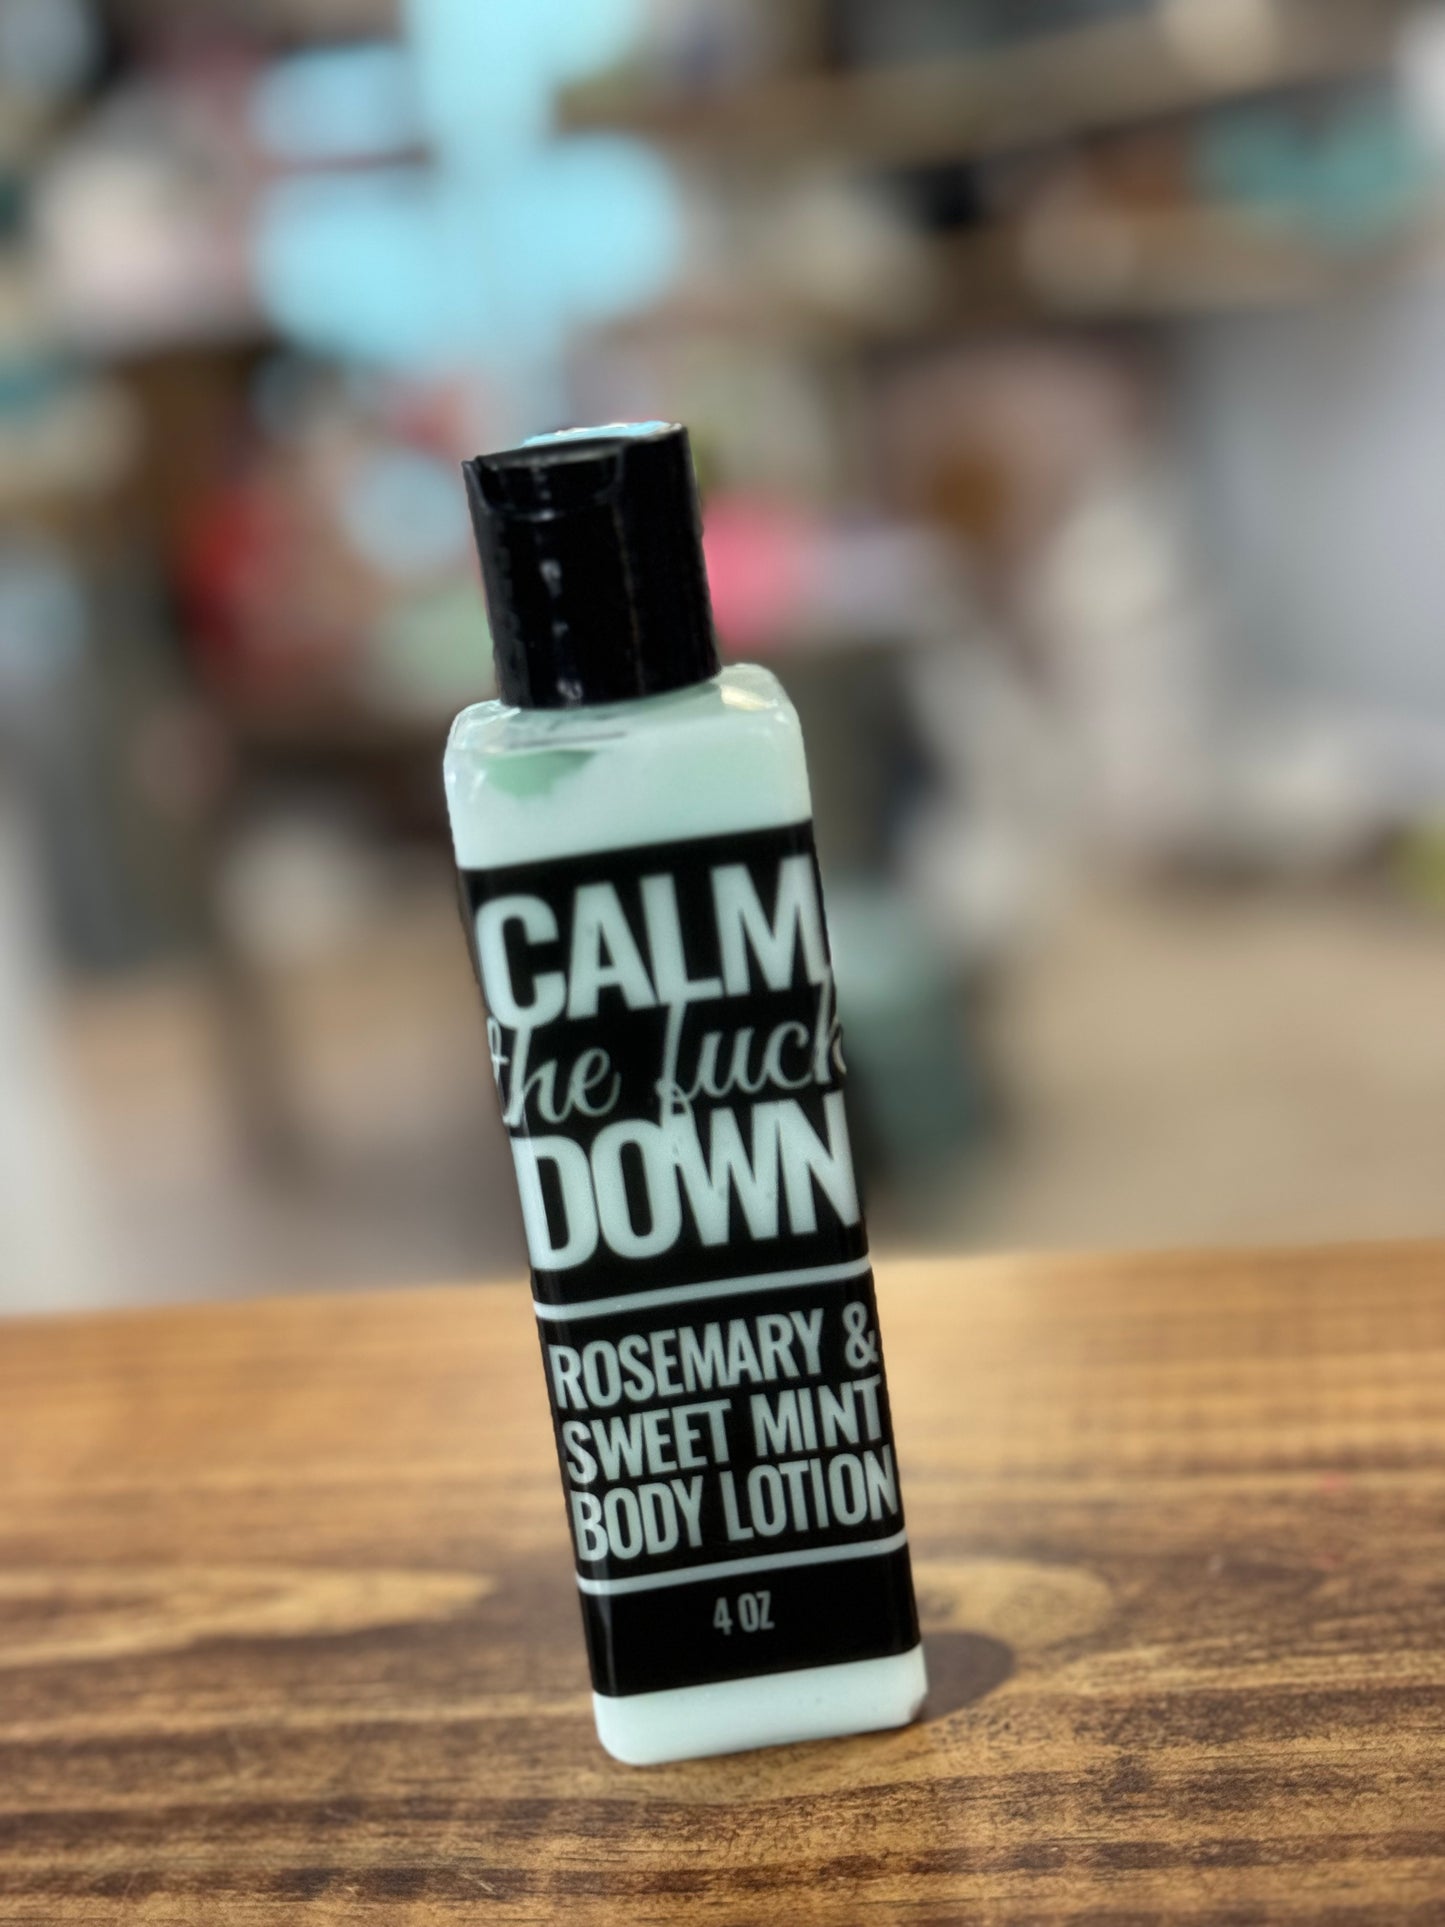 CALM
the fuck
DOWN
ROSEMARY &
SWEET MINT
BODY LOTION
4 OZ